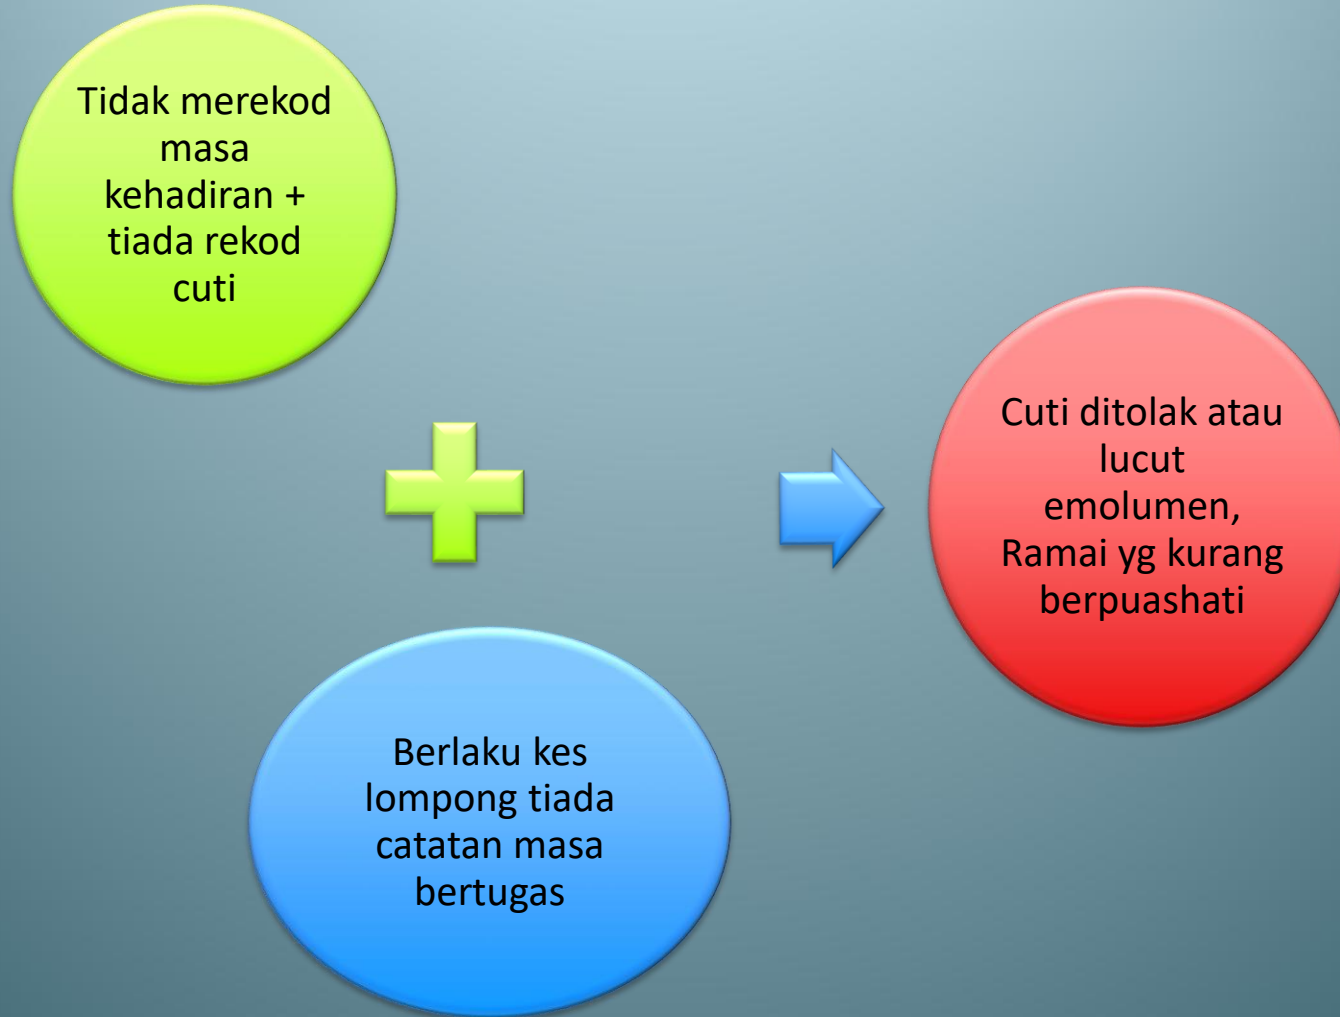 Tidak merekod
masa
kehadiran +
tiada rekod
cuti
Berlaku kes
lompong tiada
catatan masa
bertugas
Cuti ditolak atau
lucut
emolumen,
Ramai yg kurang
berpuashati